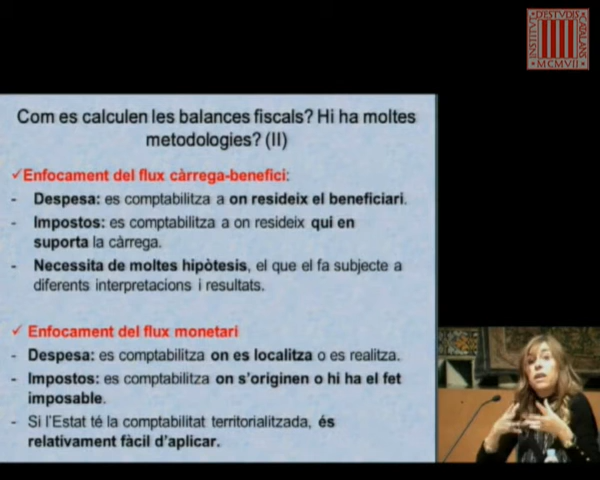 INSTITVT D'ESTVDIS CATALANS
MCMVII
Com es calculen les balances fiscals? Hi ha moltes
metodologies? (II)
✓Enfocament del flux càrrega-benefici:
- Despesa: es comptabilitza a on resideix el beneficiari.
- Impostos: es comptabilitza a on resideix qui en
suporta la càrrega.
- Necessita de moltes hipòtesis, el que el fa subjecte a
diferents interpretacions i resultats.
✓ Enfocament del flux monetari
- Despesa: es comptabilitza on es localitza o es realitza.
- Impostos: es comptabilitza on s'originen o hi ha el fet
imposable.
- Si l'Estat té la comptabilitat territorialitzada, és
relativament fàcil d'aplicar.